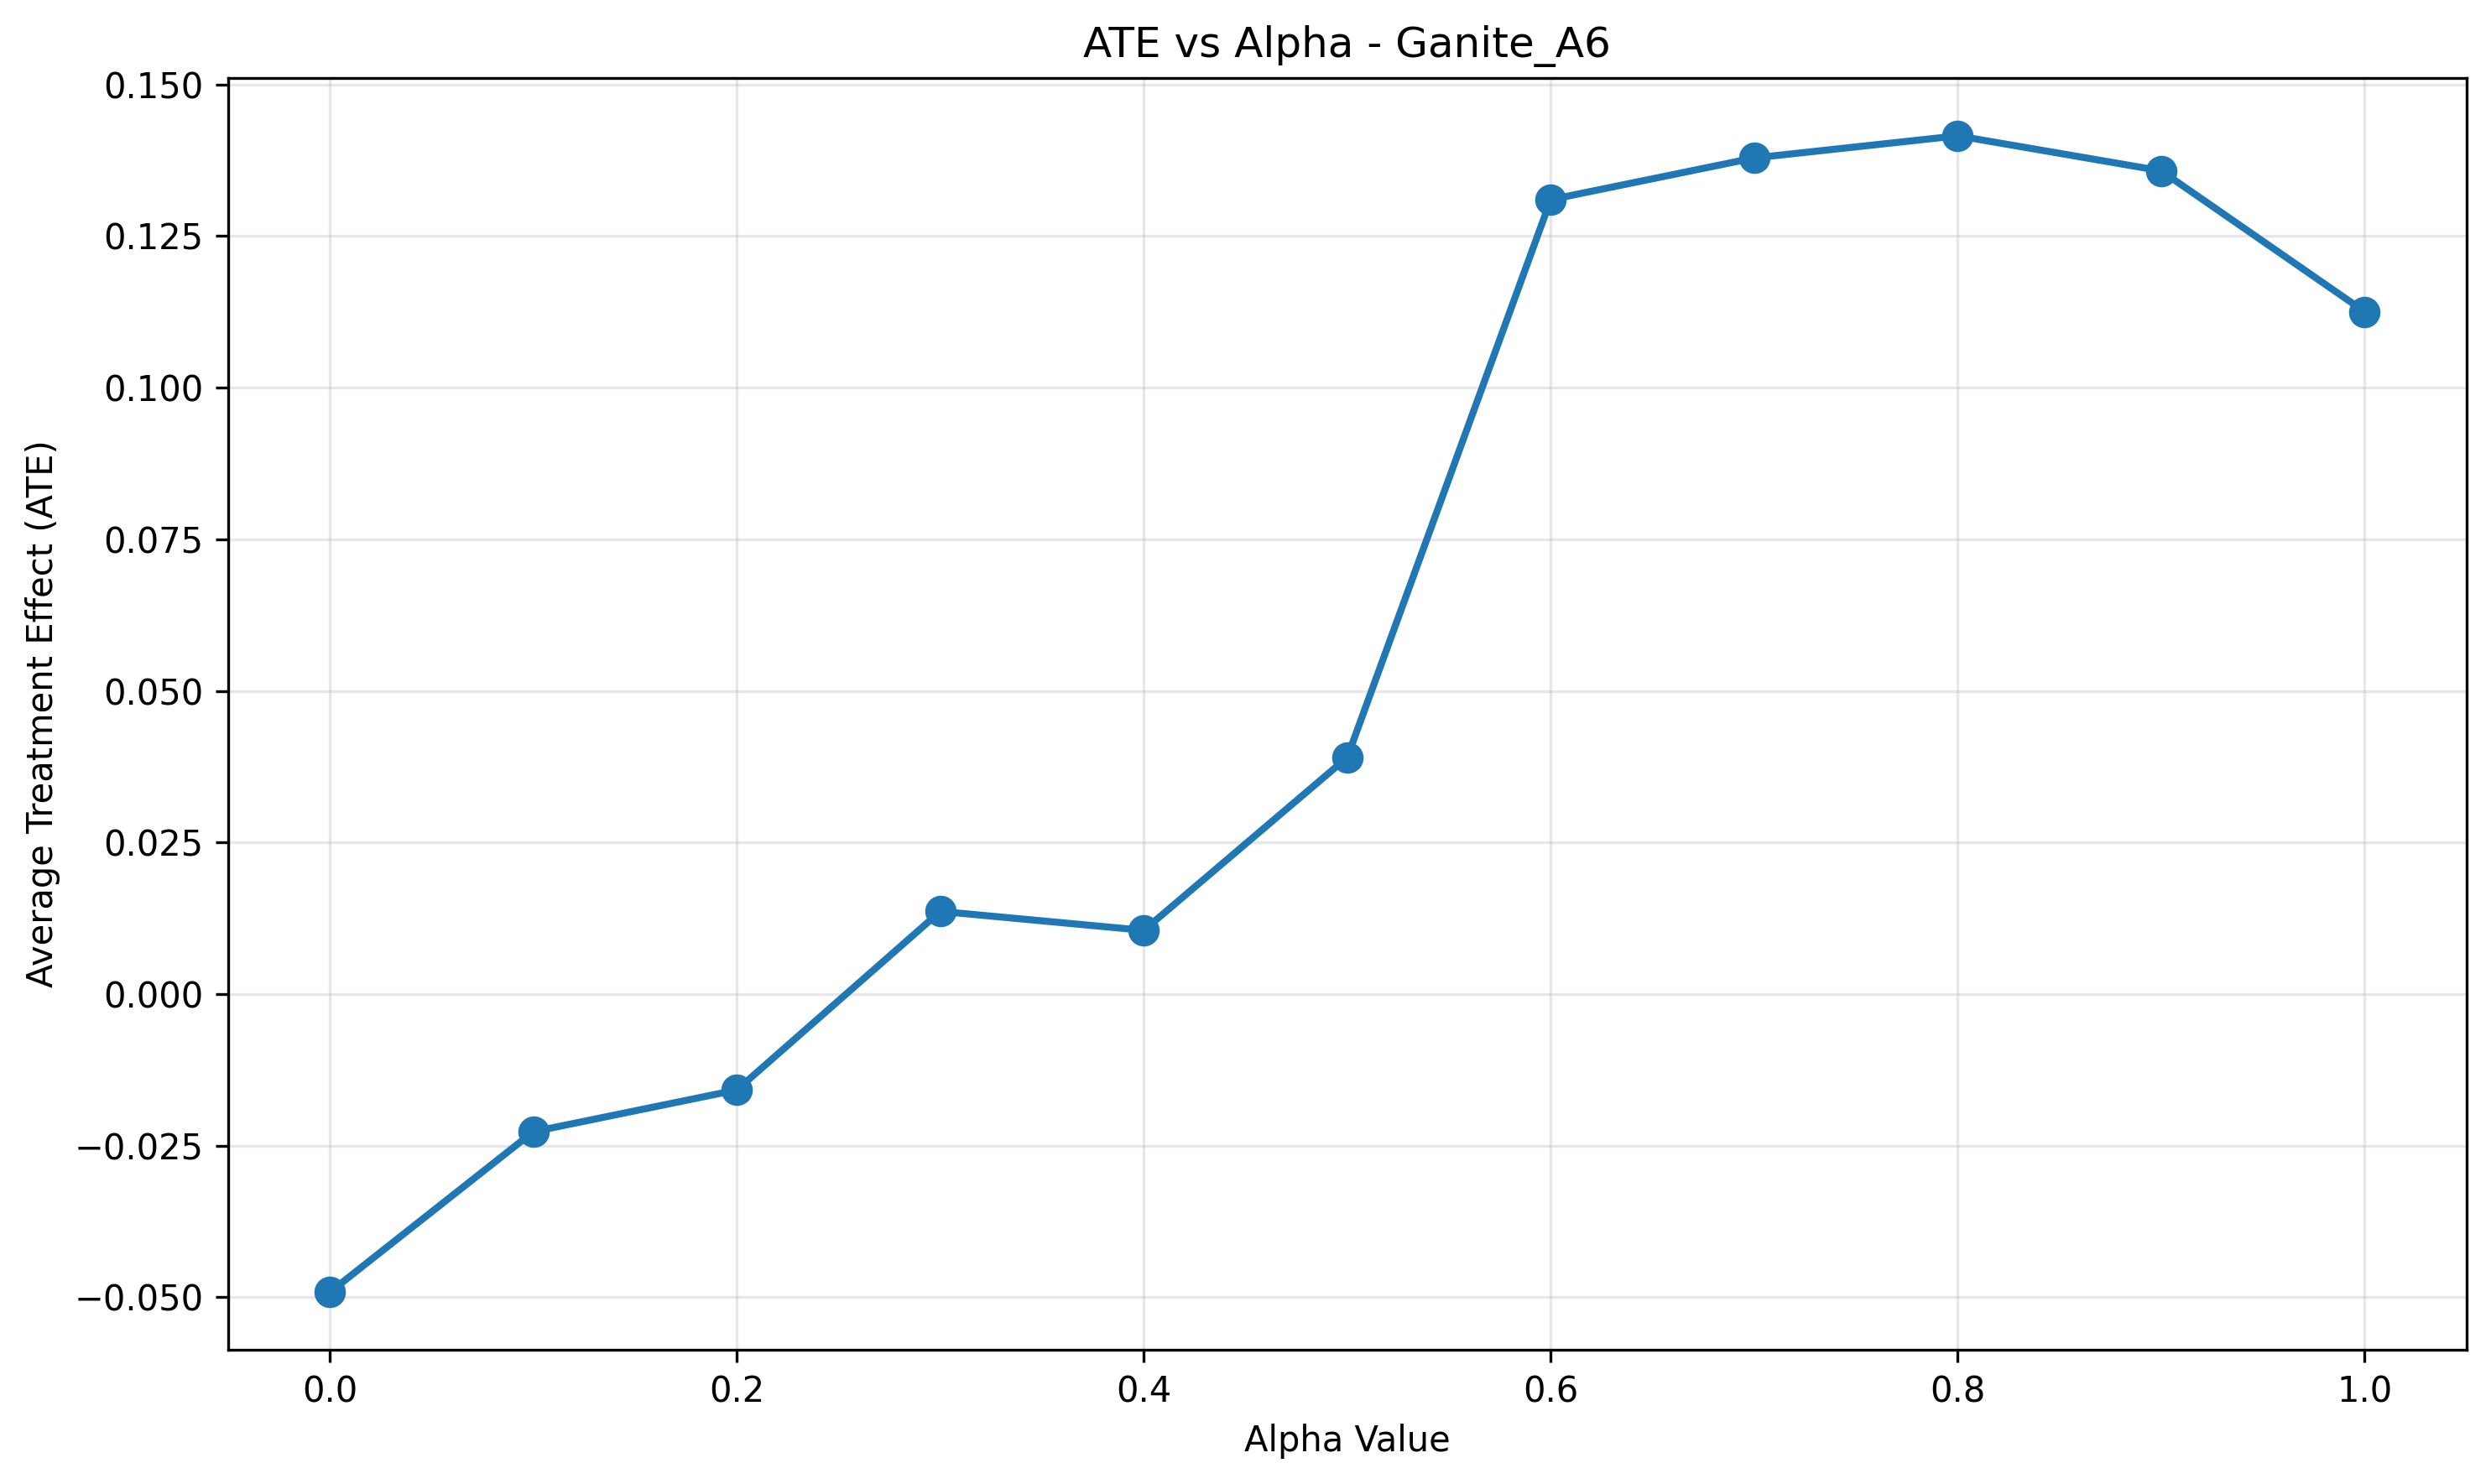 ATE vs Alpha - Ganite_A6
Average Treatment Effect (ATE)
0.150
0.125
0.100
0.075
0.050
0.025
0.000
−0.025
−0.050
0.0 0.2 0.4 0.6 0.8 1.0
Alpha Value